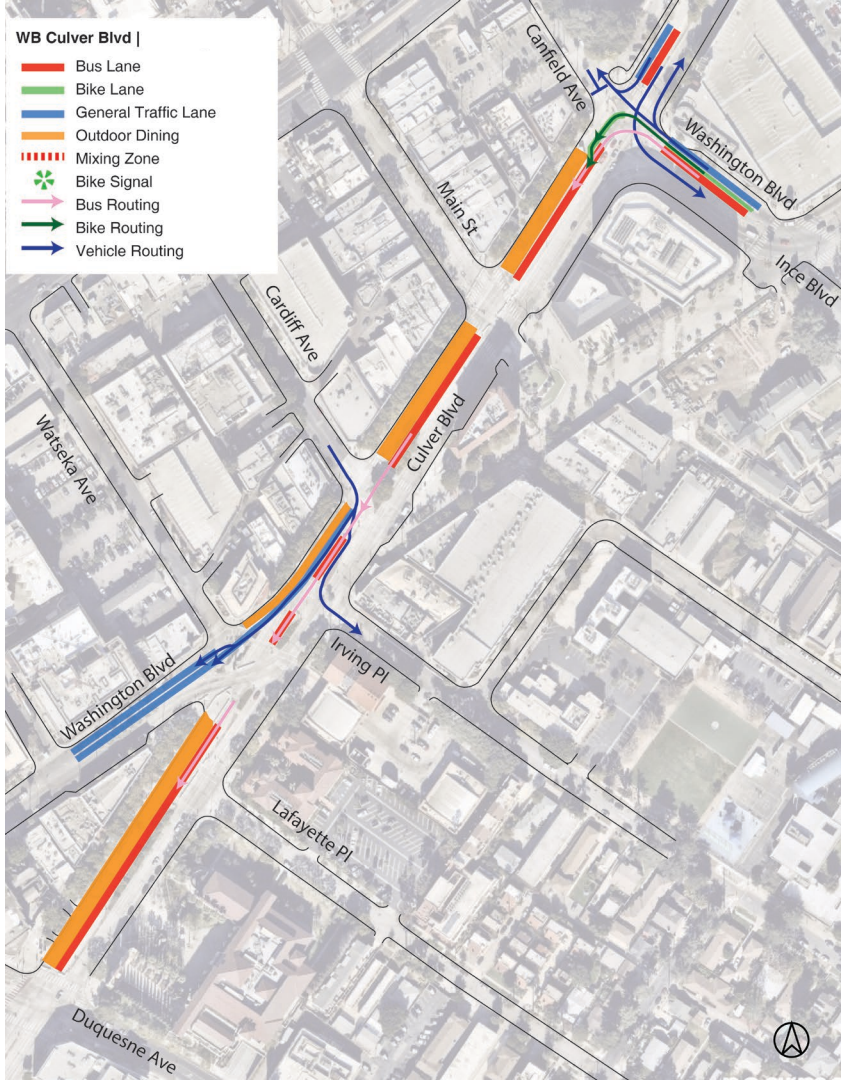 WB Culver Blvd |
Bus Lane
Bike Lane
General Traffic Lane
Outdoor Dining
Mixing Zone
Bike Signal
Bus Routing
Bike Routing
Vehicle Routing
Canfield Ave
Washington Blvd
Main St
Ince Blvd
Cardiff Ave
Culver Blvd
Watseka Ave
Irving Pl
Washington Blvd
Lafayette Pl
Duquesne Ave